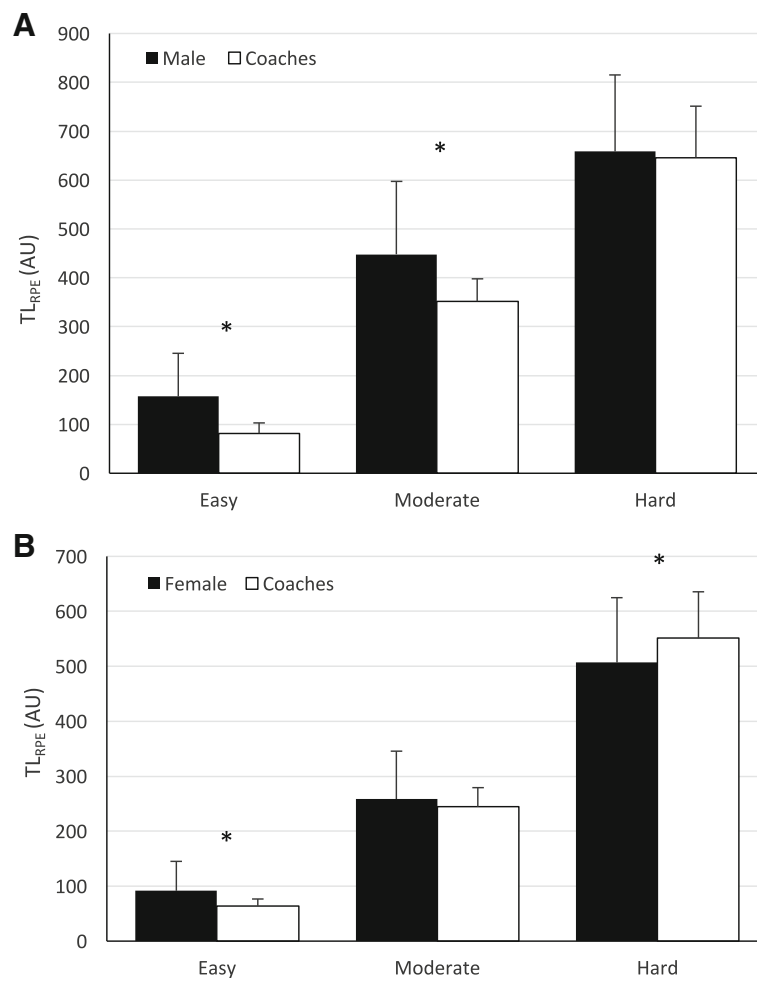 A
900
Male Coaches
800
700
*
600
500
TLRPE (AU)
400
*
300
200
100
0
Easy Moderate Hard
B
700
*
Female Coaches
600
500
400
TLRPE (AU)
300
200
*
100
0
Easy Moderate Hard